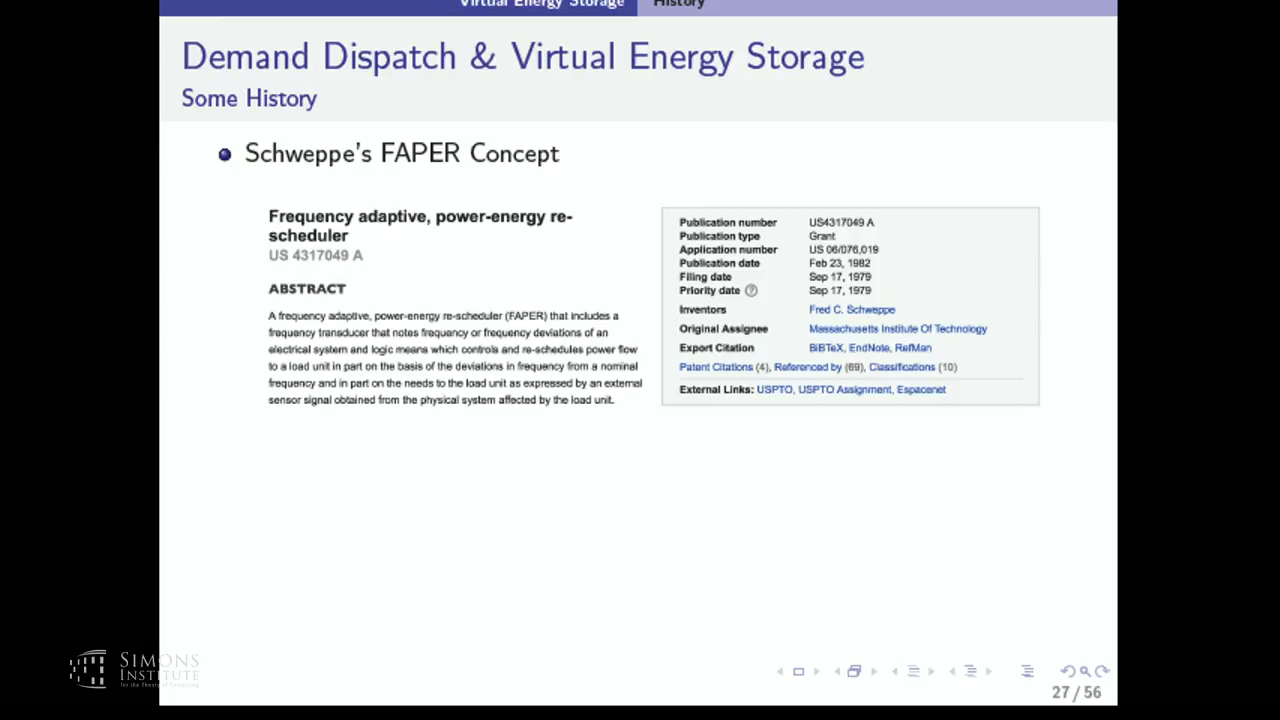 Virtual Energy Storage History
Demand Dispatch & Virtual Energy Storage
Some History
Schweppe's FAPER Concept
Frequency adaptive, power-energy re-
scheduler
US 4317049 A
ABSTRACT
A frequency adaptive, power-energy re-scheduler (FAPER) that includes a
frequency transducer that notes frequency or frequency deviations of an
electrical system and logic means which controls and re-schedules power flow
to a load unit in part on the basis of the deviations in frequency from a nominal
frequency and in part on the needs to the load unit as expressed by an external
sensor signal obtained from the physical system affected by the load unit.
Publication number US4317049 A
Publication type Grant
Application number US 06/076,019
Publication date Feb 23, 1982
Filing date Sep 17, 1979
Priority date ? Sep 17, 1979
Inventors Fred C. Schweppe
Original Assignee Massachusetts Institute Of Technology
Export Citation BiBTeX, EndNote, RefMan
Patent Citations (4), Referenced by (69), Classifications (10)
External Links: USPTO, USPTO Assignment, Espacenet
SIMONS
INSTITUTE
for the Theory of Computing
27 / 56